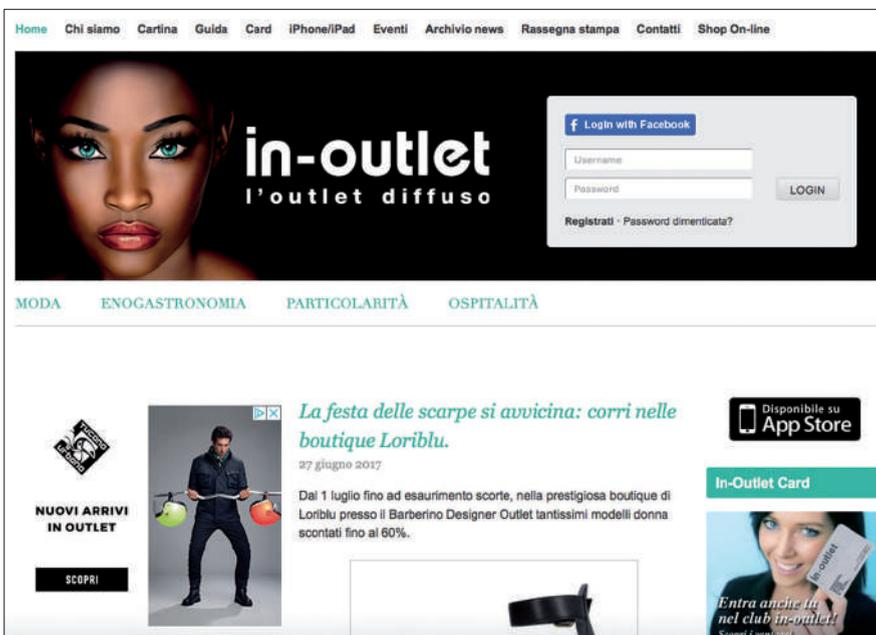 Home Chi siamo Cartina Guida Card iPhone/iPad Eventi Archivio news Rassegna stampa Contatti Shop On-line
in-outlet
l'outlet diffuso
f Login with Facebook
Username
Password
LOGIN
Registrati · Password dimenticata?
MODA ENOGASTRONOMIA PARTICOLARITÀ OSPITALITÀ
tucano
urbano
NUOVI ARRIVI
IN OUTLET
SCOPRI
La festa delle scarpe si avvicina: corri nelle
boutique Loriblu.
27 giugno 2017
Dal 1 luglio fino ad esaurimento scorte, nella prestigiosa boutique di
Loriblu presso il Barberino Designer Outlet tantissimi modelli donna
scontati fino al 60%.
Disponibile su
App Store
In-Outlet Card
in-outlet
Entra anche tu
nel club in-outlet!